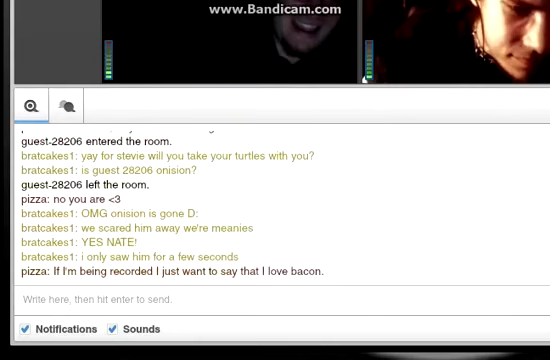 www.Bandicam.com
guest-28206 entered the room.
bratcakes1: yay for stevie will you take your turtles with you?
bratcakes1: is guest 28206 onision?
guest-28206 left the room.
pizza: no you are <3
bratcakes1: OMG onision is gone D:
bratcakes1: we scared him away we're meanies
bratcakes1: YES NATE!
bratcakes1: i only saw him for a few seconds
pizza: If I'm being recorded I just want to say that I love bacon.
Write here, then hit enter to send.
Notifications Sounds